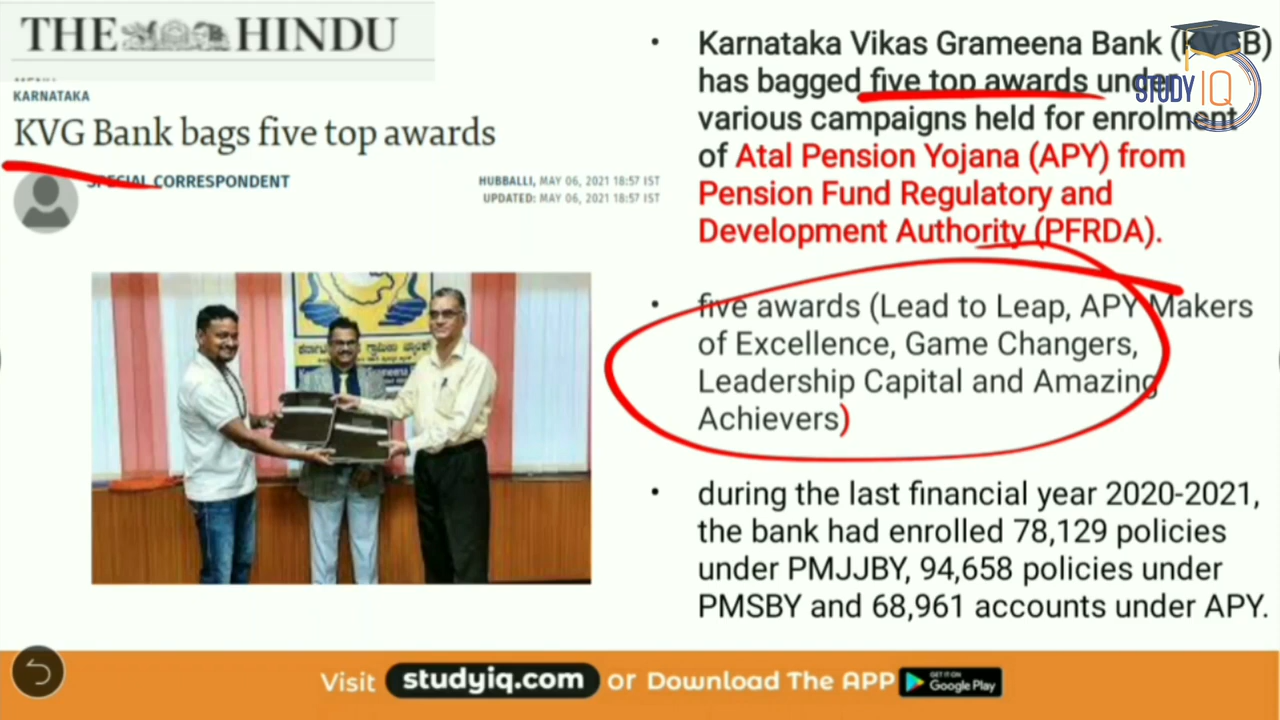 THE HINDU
KARNATAKA
KVG Bank bags five top awards
SPECIAL CORRESPONDENT
HUBBALLI, MAY 06, 2021 18:57 IST
UPDATED: MAY 06, 2021 18:57 IST
• Karnataka Vikas Grameena Bank (KVGB)
has bagged five top awards under
various campaigns held for enrolment
of Atal Pension Yojana (APY) from
Pension Fund Regulatory and
Development Authority (PFRDA).
• five awards (Lead to Leap, APY Makers
of Excellence, Game Changers,
Leadership Capital and Amazing
Achievers)
• during the last financial year 2020-2021,
the bank had enrolled 78,129 policies
under PMJJBY, 94,658 policies under
PMSBY and 68,961 accounts under APY.
STUDY IQ
Visit studyiq.com or Download The APP
GET IT ON
Google Play